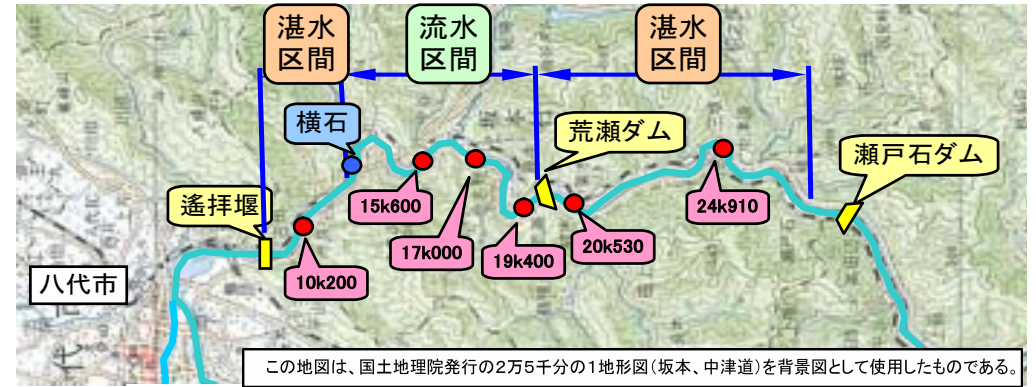 湛水
区間
流水
区間
湛水
区間
横石
荒瀬ダム
瀬戸石ダム
遙拝堰
15k600
24k910
17k000
19k400
20k530
10k200
八代市
この地図は、国土地理院発行の2万5千分の1地形図(坂本、中津道)を背景図として使用したものである。